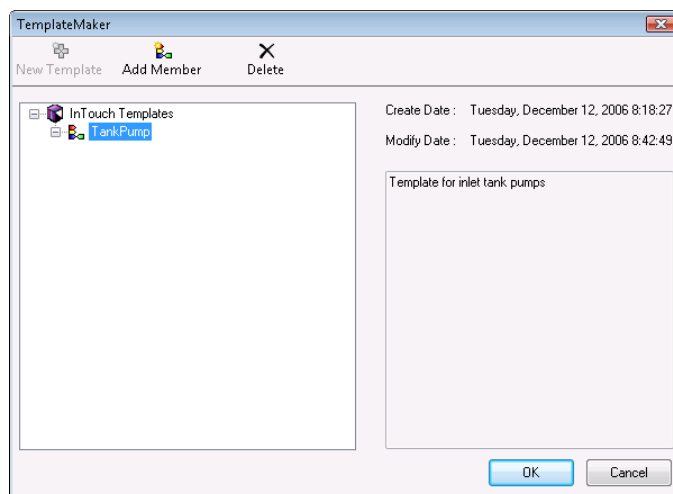 TemplateMaker
New Template Add Member Delete
InTouch Templates
TankPump
Create Date : Tuesday, December 12, 2006 8:18:27
Modify Date : Tuesday, December 12, 2006 8:42:49
Template for inlet tank pumps
OK Cancel